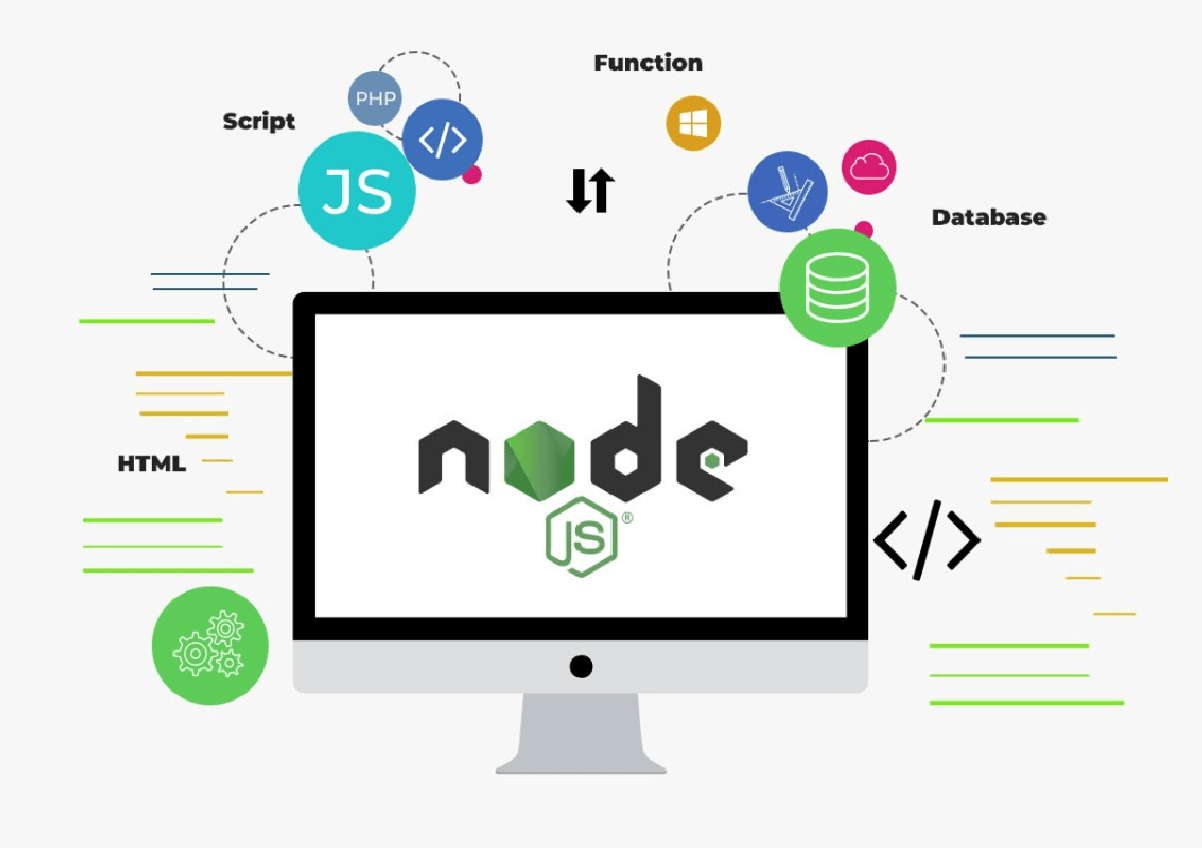 Function
PHP
Script
</>
JS
Database
node
HTML
JS ®
</>